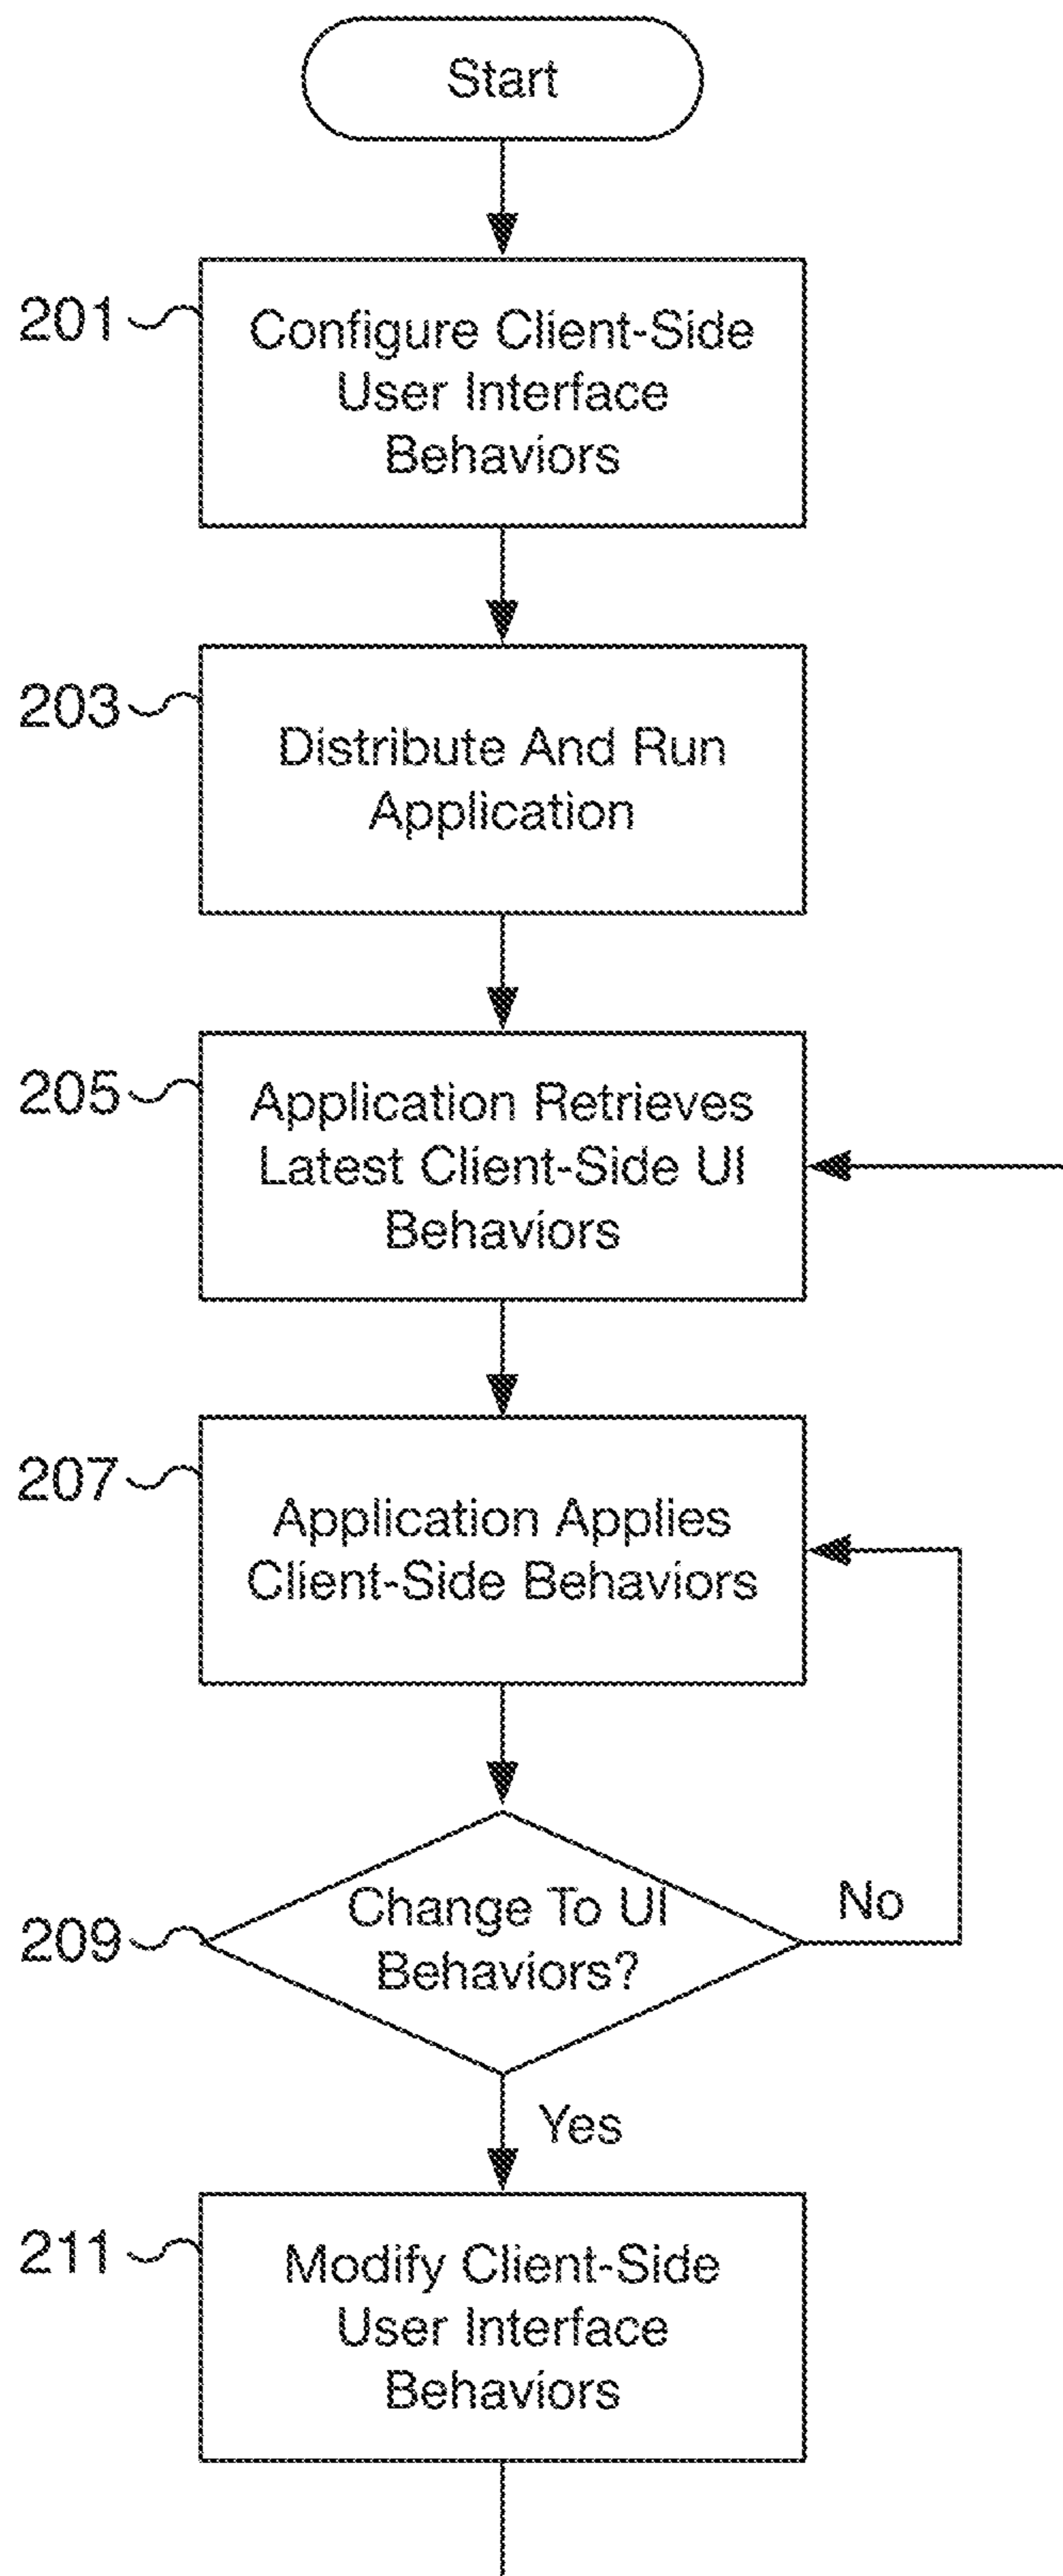 Start
201
Configure Client-Side
User Interface
Behaviors
203
Distribute And Run
Application
205
Application Retrieves
Latest Client-Side UI
Behaviors
207
Application Applies
Client-Side Behaviors
209
Change To UI
Behaviors?
No
Yes
211
Modify Client-Side
User Interface
Behaviors